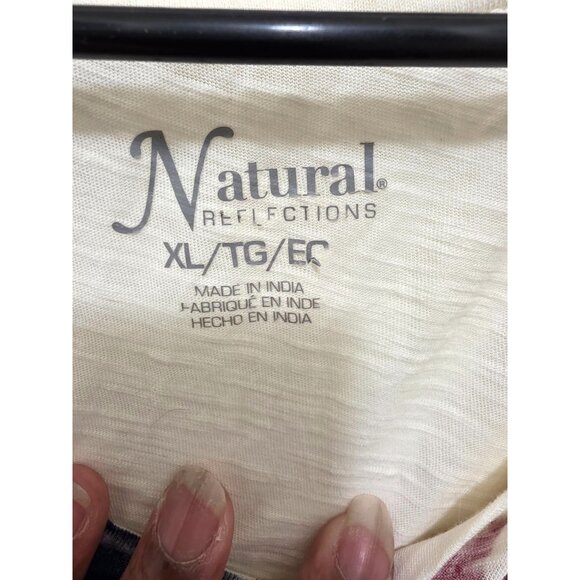 Natural®
REFLECTIONS
XL/TG/EG
MADE IN INDIA
FABRIQUÉ EN INDE
HECHO EN INDIA